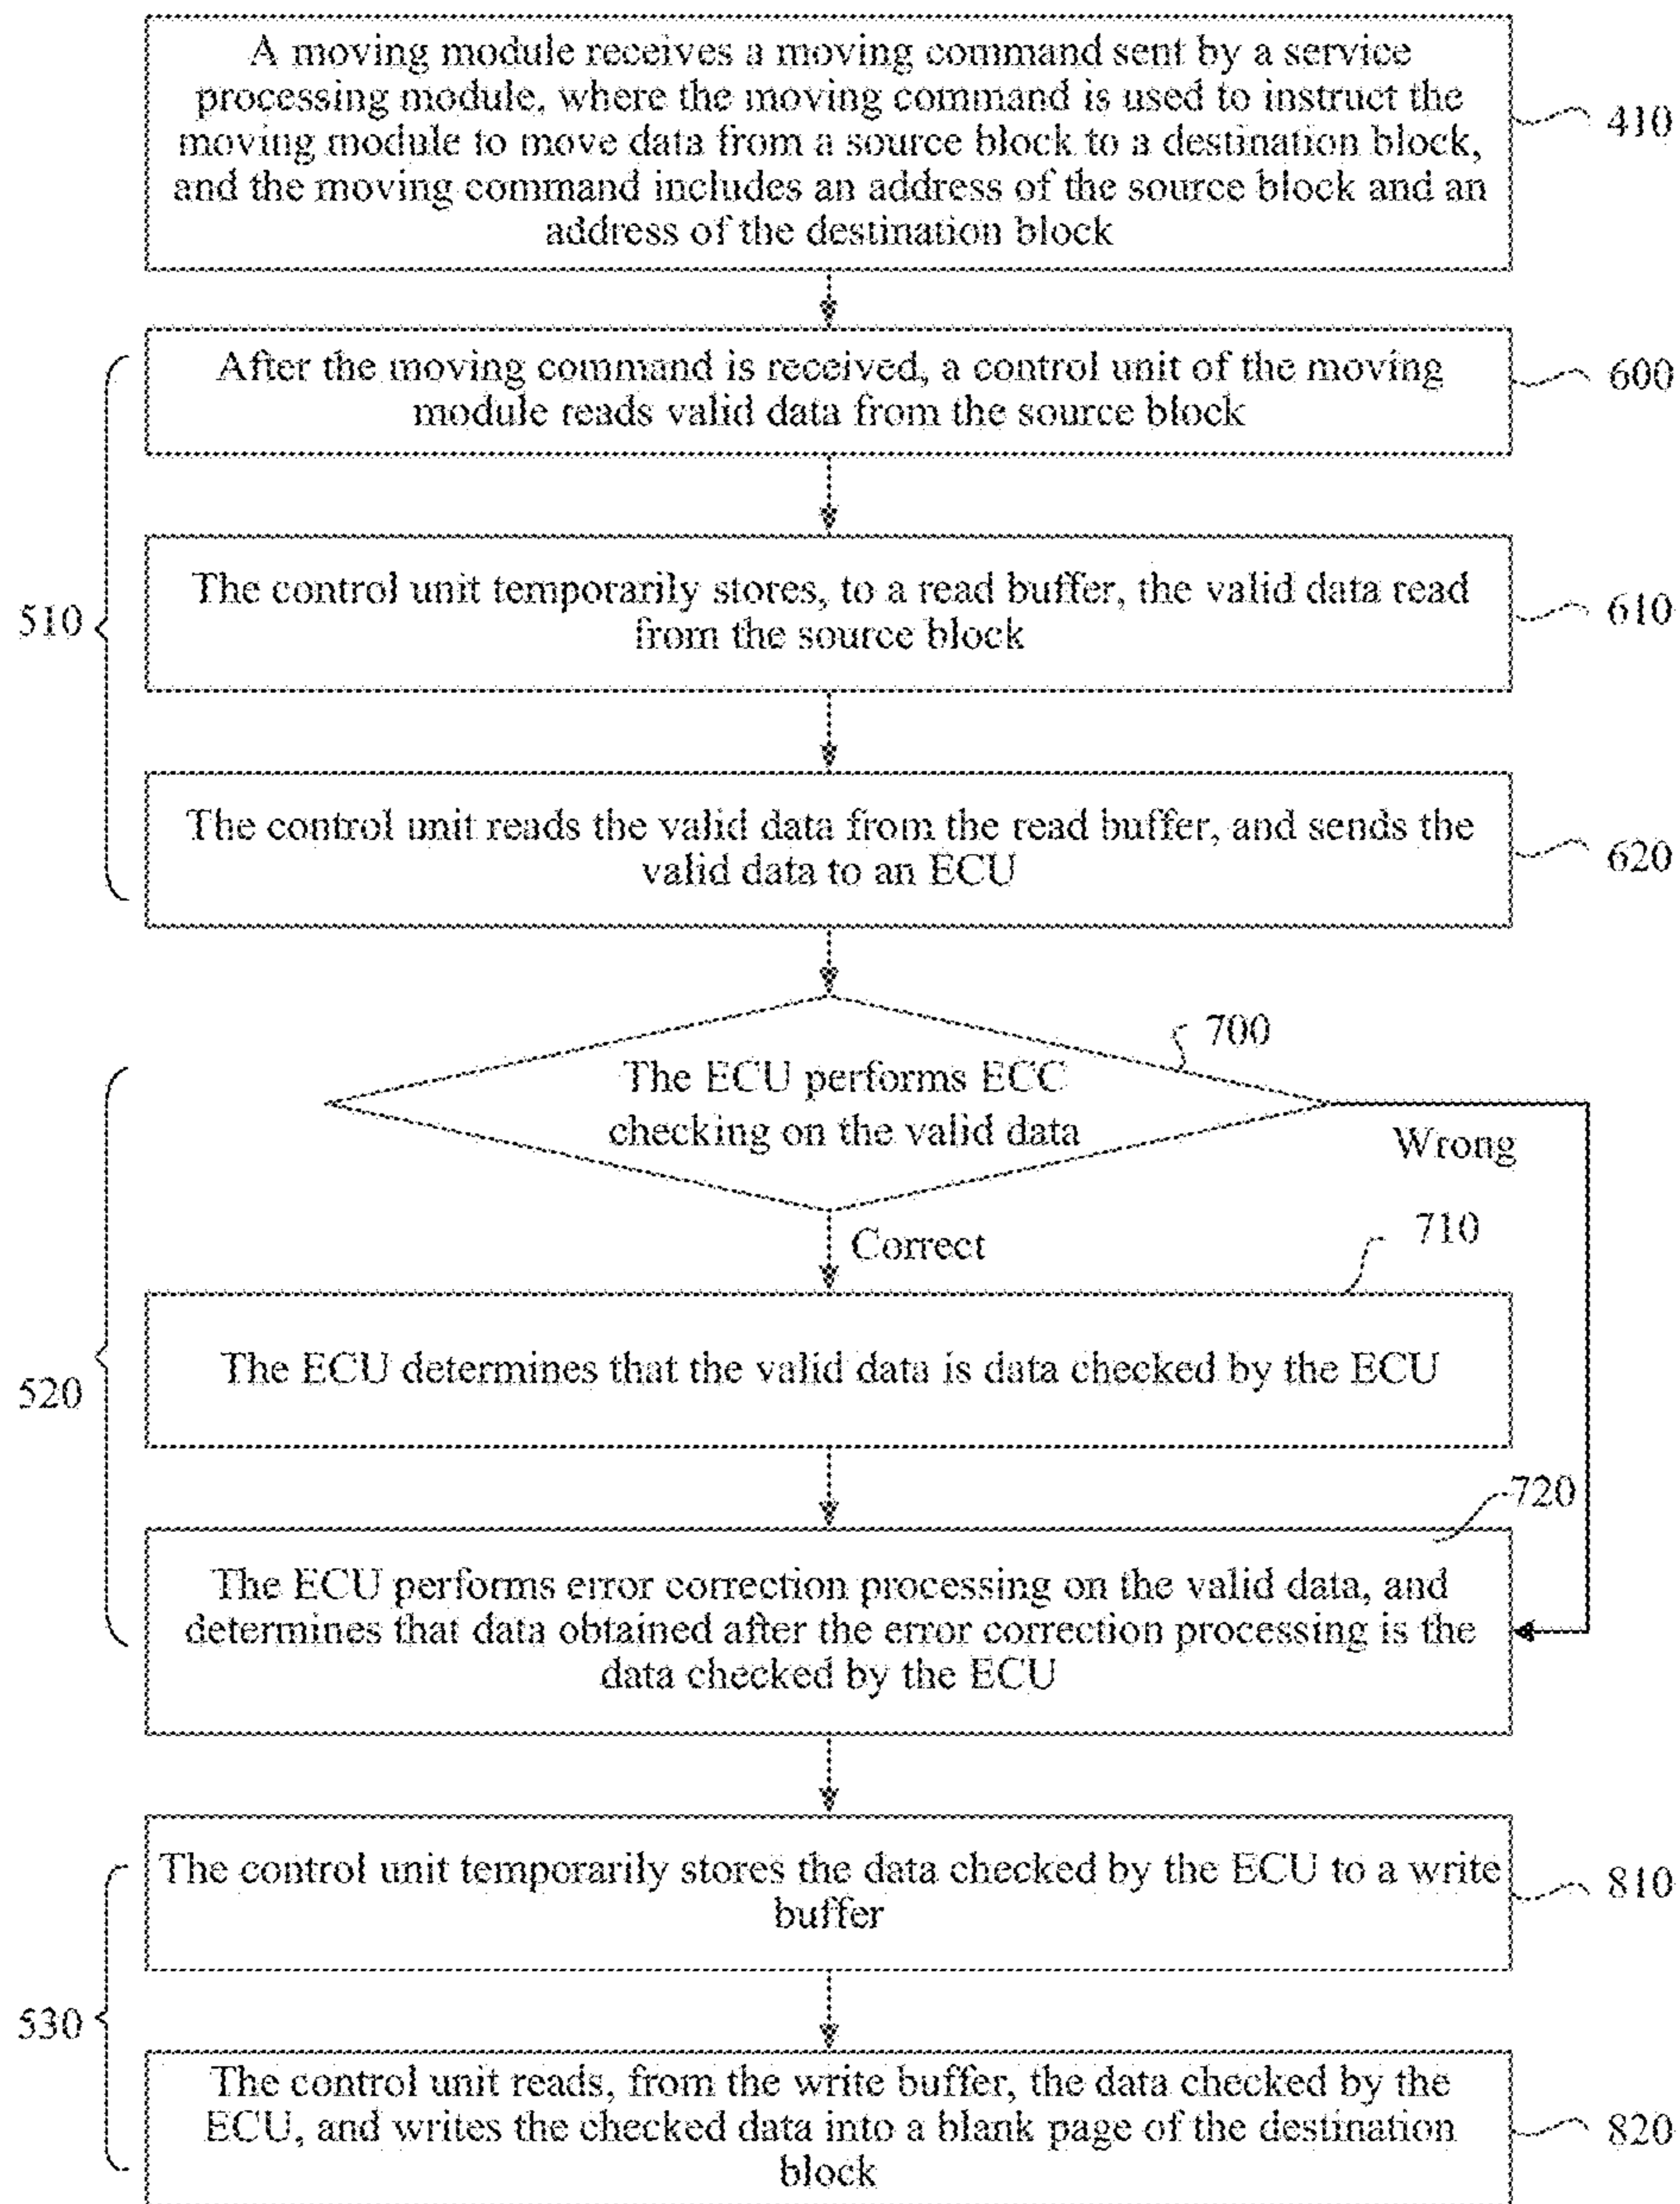 A moving module receives a moving command sent by a service
processing module, where the moving command is used to instruct the
moving module to move data from a source block to a destination block,
and the moving command includes an address of the source block and an
address of the destination block
410
After the moving command is received, a control unit of the moving
module reads valid data from the source block
600
The control unit temporarily stores, to a read buffer, the valid data read
from the source block
610
510
The control unit reads the valid data from the read buffer, and sends the
valid data to an ECU
620
700
The ECU performs ECC
checking on the valid data
Wrong
Correct
710
The ECU determines that the valid data is data checked by the ECU
520
720
The ECU performs error correction processing on the valid data, and
determines that data obtained after the error correction processing is the
data checked by the ECU
The control unit temporarily stores the data checked by the ECU to a write
buffer
810
530
The control unit reads, from the write buffer, the data checked by the
ECU, and writes the checked data into a blank page of the destination
block
820